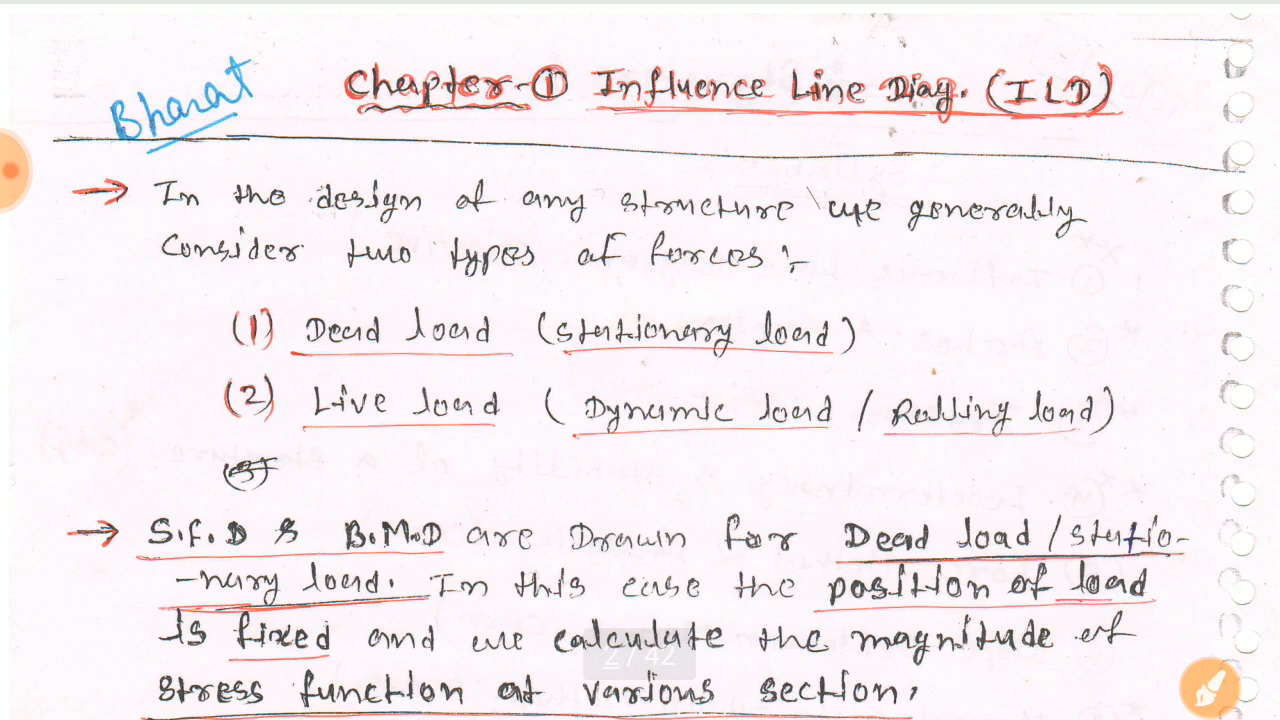 Bharat
Chapter-① Influence Line Diag. (ILD)
→ In the design of any structure we generally
Consider two types of forces :-
(1) Dead load (stationary load)
(2) Live load (Dynamic load / Rolling load)
→ S.F.D & B.M.D are Drawn for Dead load / statio-
-nary load. In this case the position of load
is fixed and we calculate the magnitude of
stress function at various section.
2 / 42